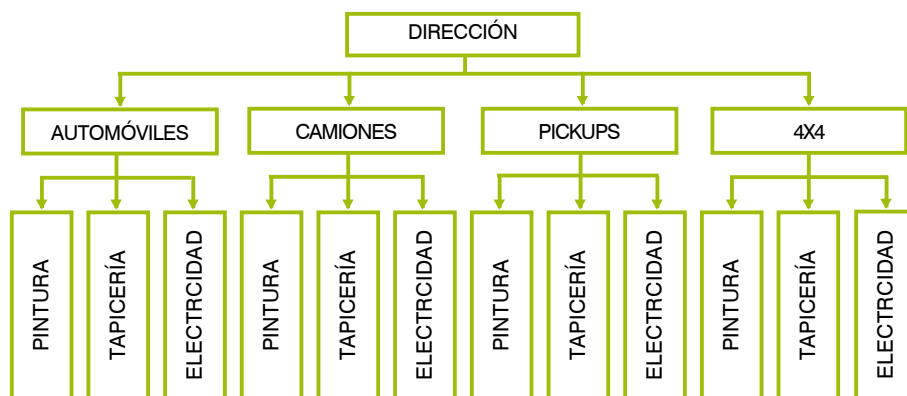 DIRECCIÓN
AUTOMÓVILES
CAMIONES
PICKUPS
4X4
PINTURA
TAPICERÍA
ELECTRCIDAD
PINTURA
TAPICERÍA
ELECTRCIDAD
PINTURA
TAPICERÍA
ELECTRCIDAD
PINTURA
TAPICERÍA
ELECTRCIDAD